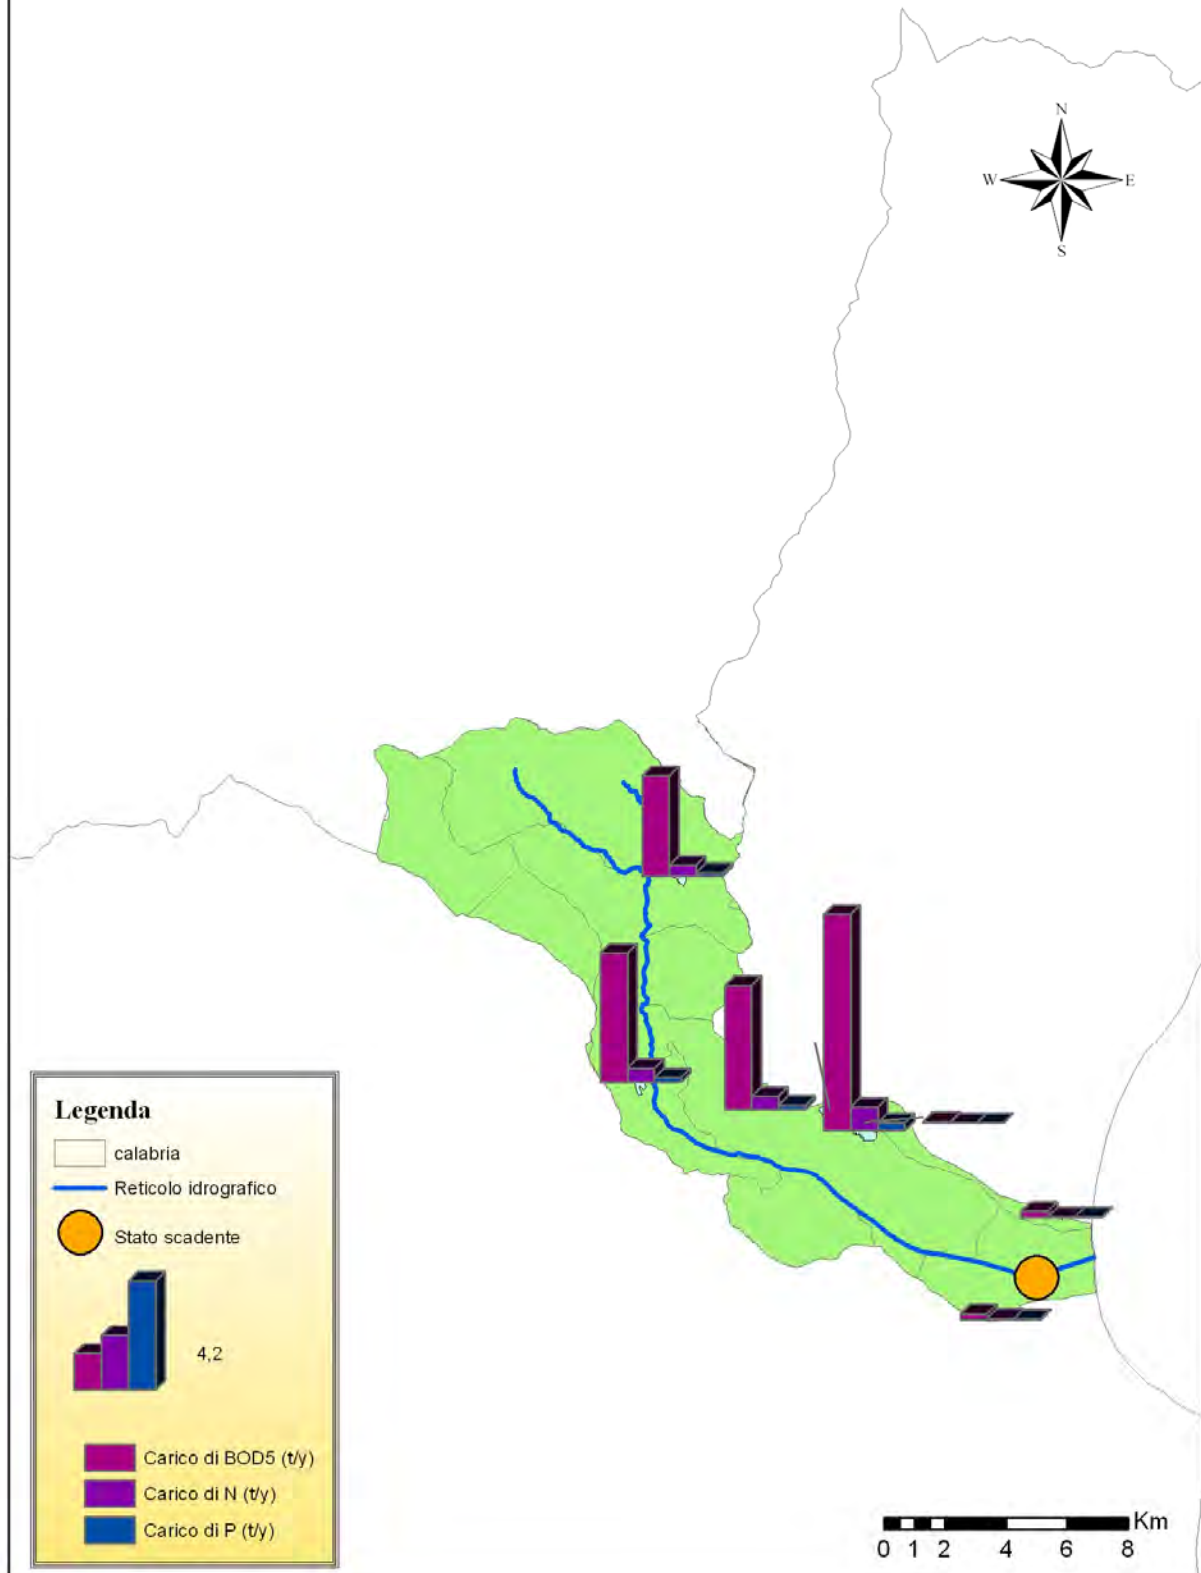 N
W E
S
Legenda
calabria
Reticolo idrografico
Stato scadente
4,2
Carico di BOD5 (t/y)
Carico di N (t/y)
Carico di P (t/y)
Km
0 1 2 4 6 8